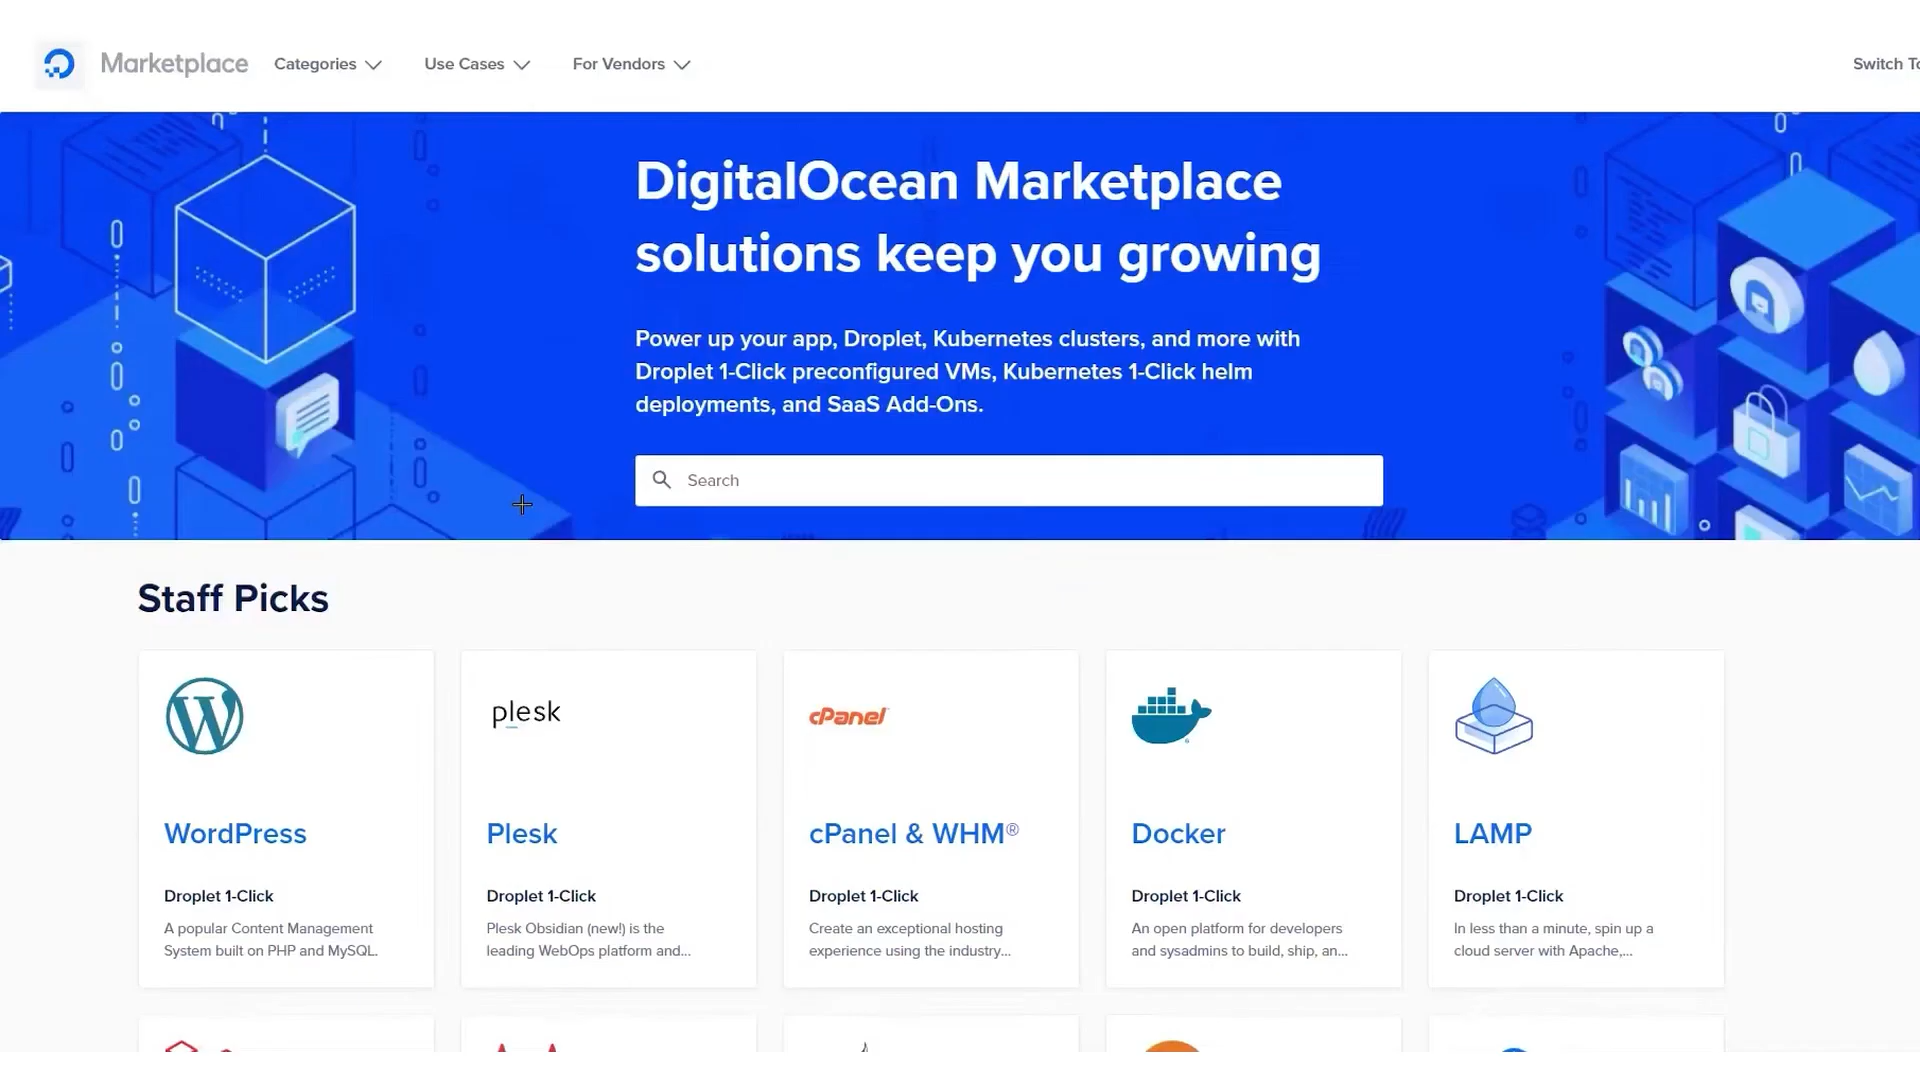 Marketplace Categories Use Cases For Vendors Switch To
DigitalOcean Marketplace
solutions keep you growing
Power up your app, Droplet, Kubernetes clusters, and more with
Droplet 1-Click preconfigured VMs, Kubernetes 1-Click helm
deployments, and SaaS Add-Ons.
Search
Staff Picks
plesk
cPanel
WordPress
Droplet 1-Click
A popular Content Management
System built on PHP and MySQL.
Plesk
Droplet 1-Click
Plesk Obsidian (new!) is the
leading WebOps platform and...
cPanel & WHM®
Droplet 1-Click
Create an exceptional hosting
experience using the industry...
Docker
Droplet 1-Click
An open platform for developers
and sysadmins to build, ship, an...
LAMP
Droplet 1-Click
In less than a minute, spin up a
cloud server with Apache,...